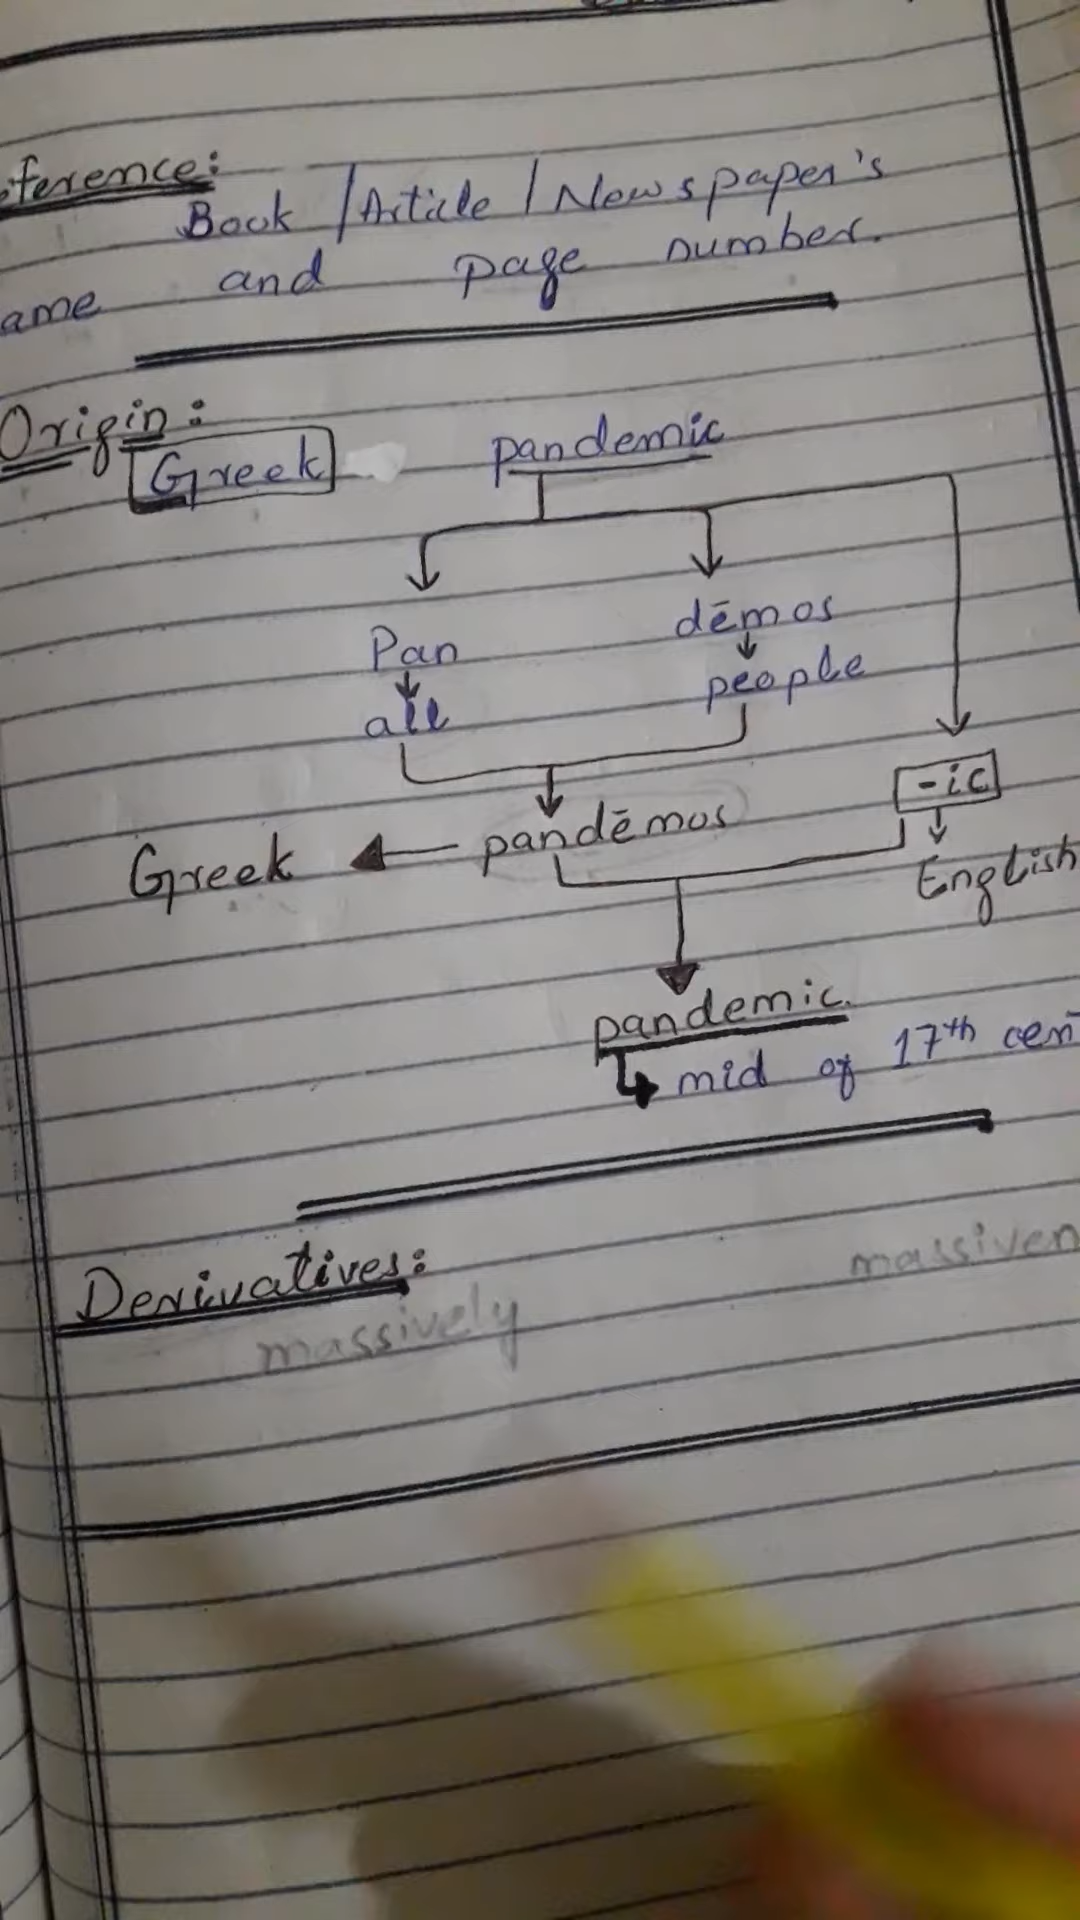 ference:
Book / Article / Newspaper's
ame and page number.
Origin:
Greek
pandemic
Pan dēmos
all people
-ic
Greek pandēmos
English
pandemic.
mid of 17th cen
Derivatives:
massively massiven